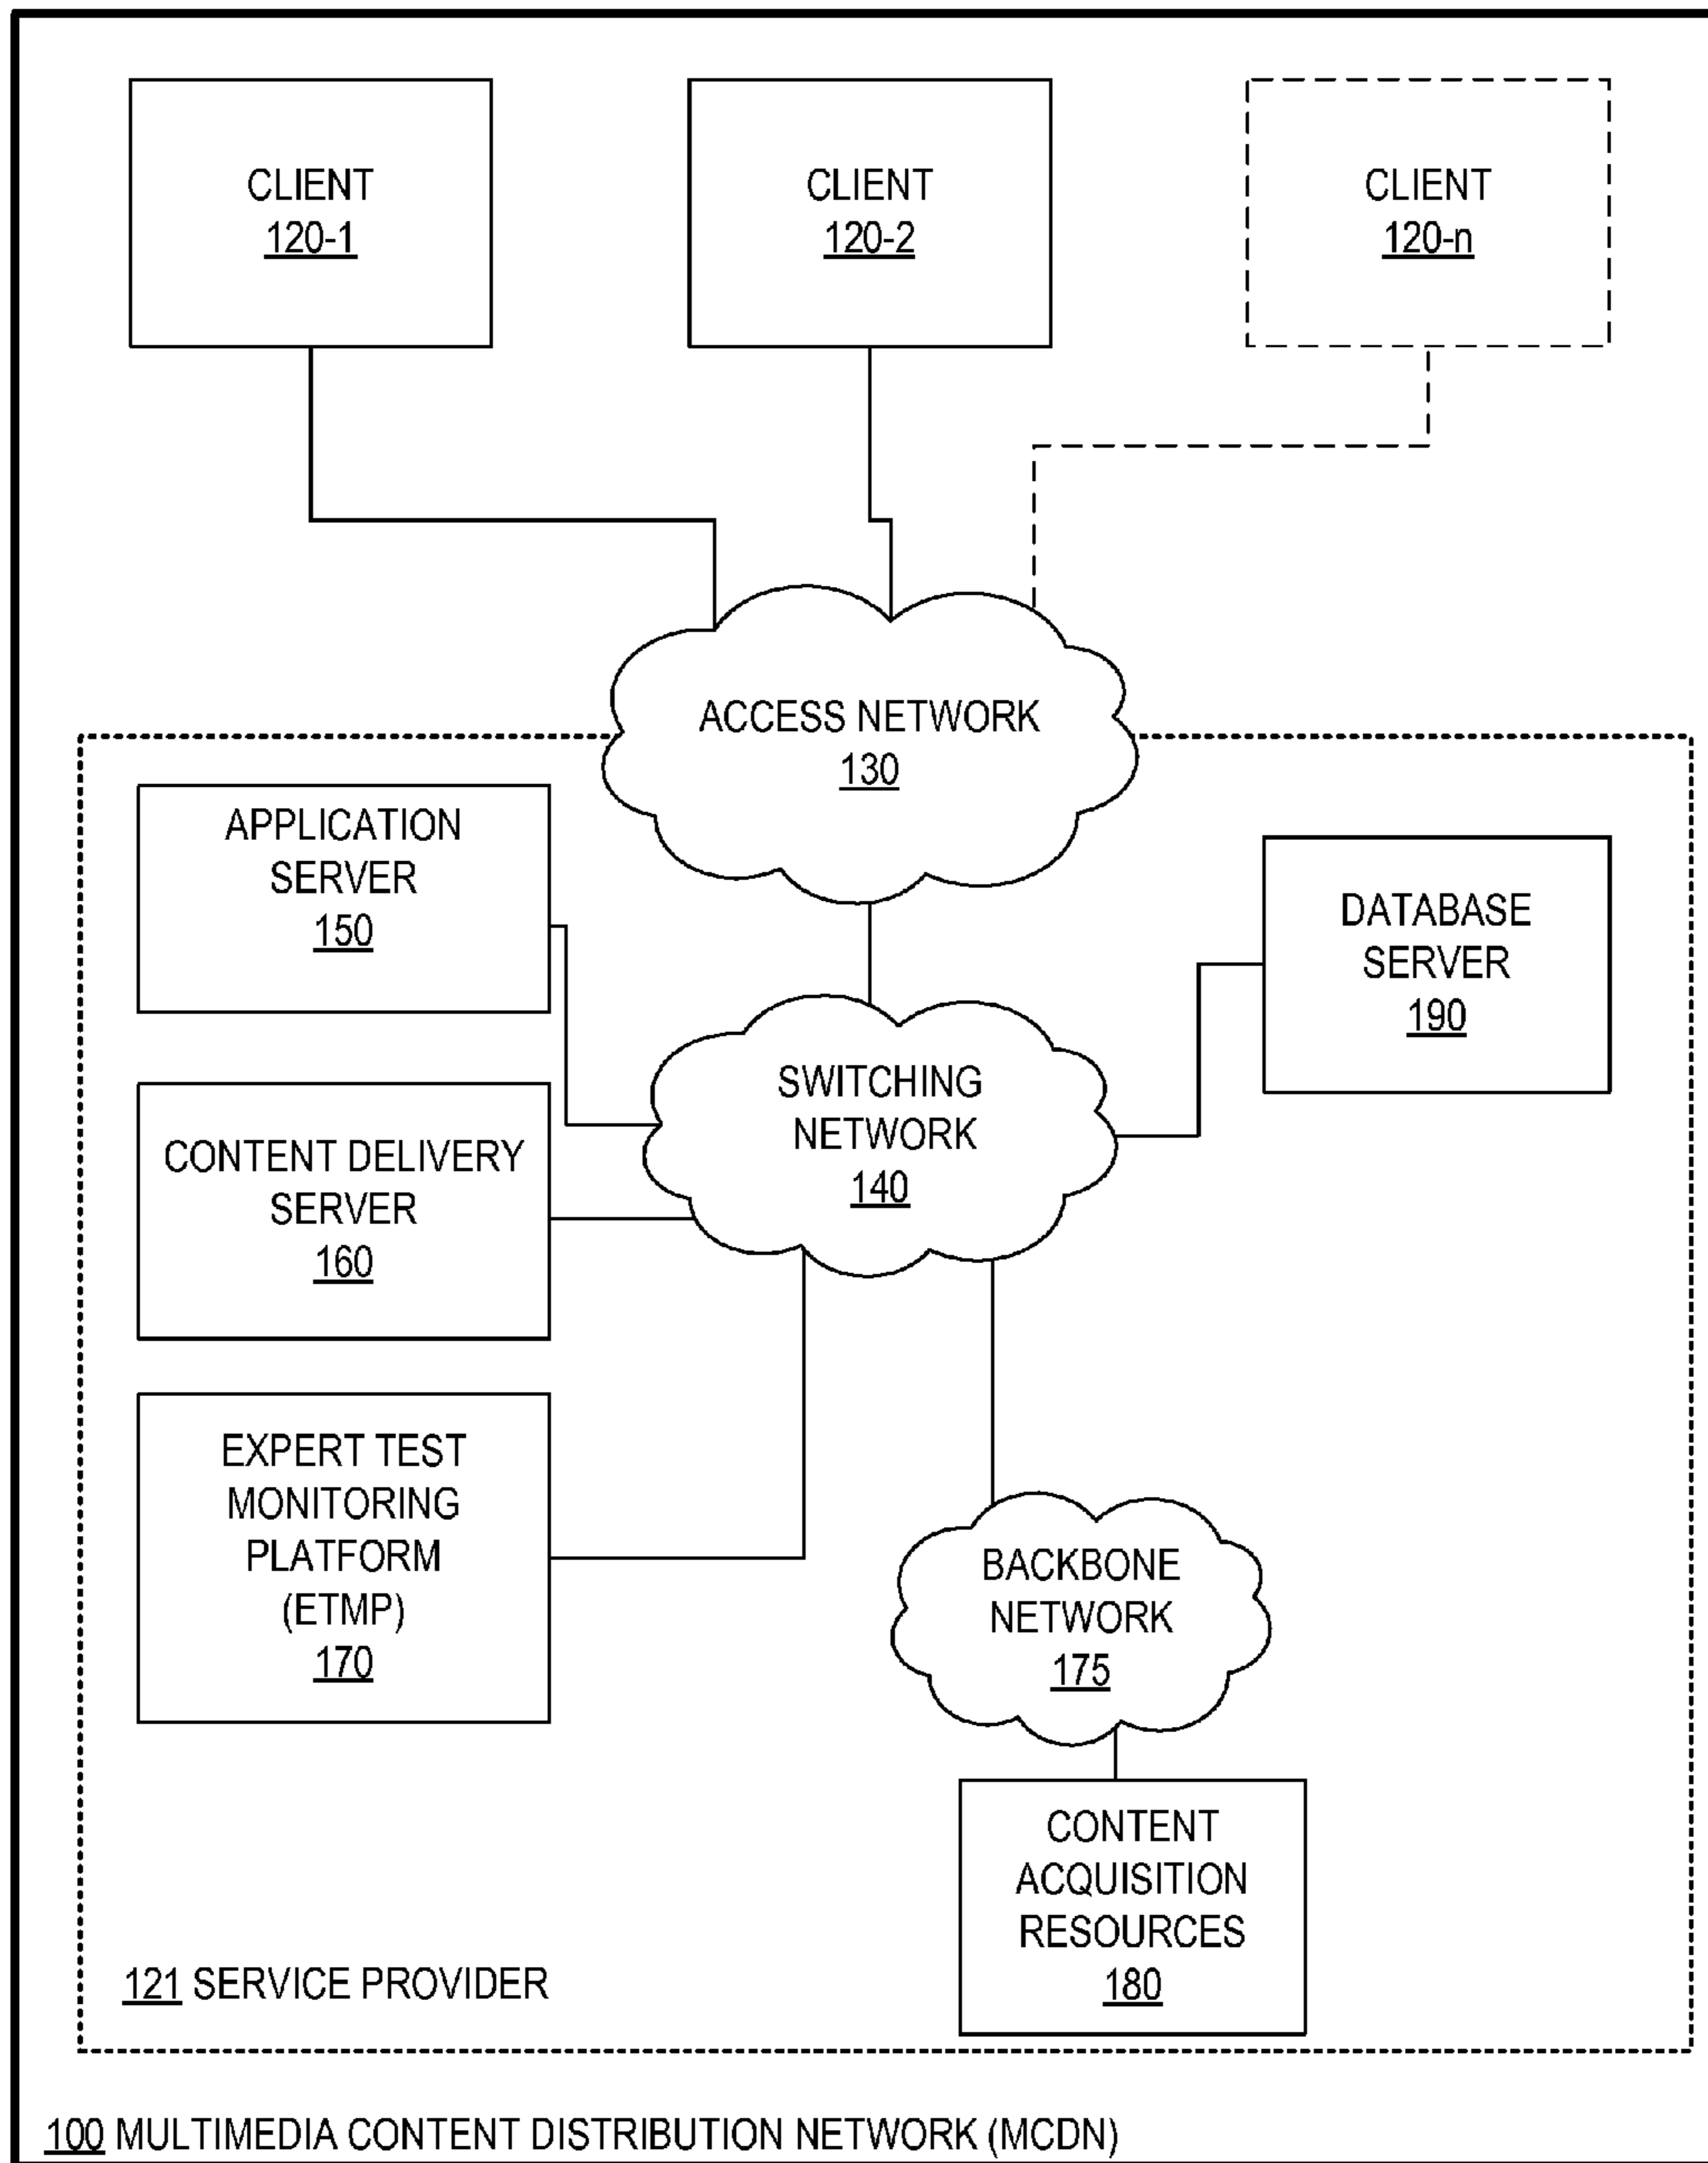 CLIENT
120-1
CLIENT
120-2
CLIENT
120-n
ACCESS NETWORK
130
APPLICATION
SERVER
150
DATABASE
SERVER
190
SWITCHING
NETWORK
140
CONTENT DELIVERY
SERVER
160
EXPERT TEST
MONITORING
PLATFORM
(ETMP)
170
BACKBONE
NETWORK
175
CONTENT
ACQUISITION
RESOURCES
180
121 SERVICE PROVIDER
100 MULTIMEDIA CONTENT DISTRIBUTION NETWORK (MCDN)